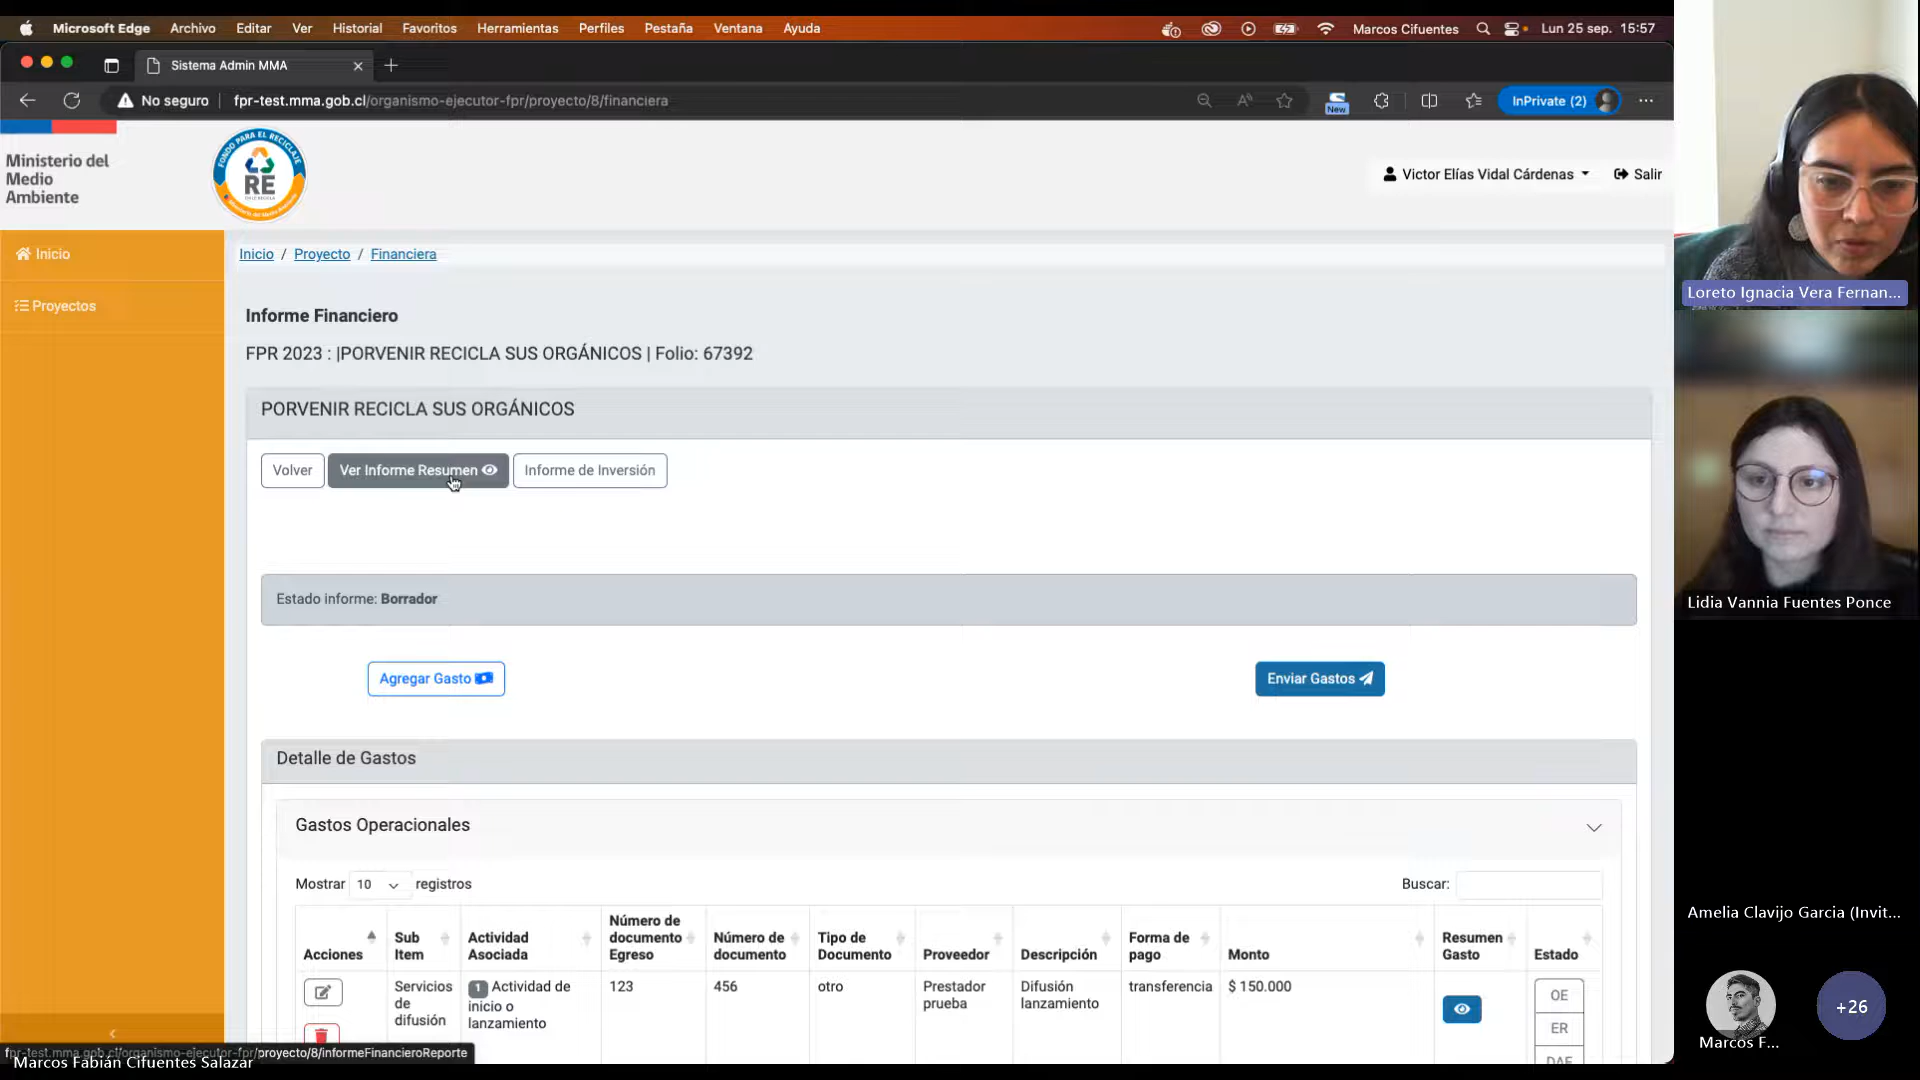 Microsoft Edge Archivo Editar Ver Historial Favoritos Herramientas Perfiles Pestaña Ventana Ayuda Marcos Cifuentes Lun 25 sep. 15:57
Sistema Admin MMA
No seguro fpr-test.mma.gob.cl/organismo-ejecutor-fpr/proyecto/8/financiera New InPrivate (2)
Ministerio del
Medio
Ambiente
FONDO PARA EL RECICLAJE
RE
Victor Elías Vidal Cárdenas Salir
Inicio
Proyectos
Inicio / Proyecto / Financiera
Informe Financiero
FPR 2023 : |PORVENIR RECICLA SUS ORGÁNICOS | Folio: 67392
PORVENIR RECICLA SUS ORGÁNICOS
Volver Ver Informe Resumen Informe de Inversión
Estado informe: Borrador
Agregar Gasto Enviar Gastos
Detalle de Gastos
Gastos Operacionales
Mostrar 10 registros Buscar:
Acciones Sub Item Actividad Asociada Número de documento Egreso Número de documento Tipo de Documento Proveedor Descripción Forma de pago Monto Resumen Gasto Estado
Servicios de difusión 1 Actividad de inicio o lanzamiento 123 456 otro Prestador prueba Difusión lanzamiento transferencia $ 150.000 OE
ER
DAF
fpr-test.mma.gob.cl/organismo-ejecutor-fpr/proyecto/8/informeFinancieroReporte
Marcos Fabián Cifuentes Salazar
Loreto Ignacia Vera Fernan...
Lidia Vannia Fuentes Ponce
Amelia Clavijo Garcia (Invit...
+26
Marcos F...